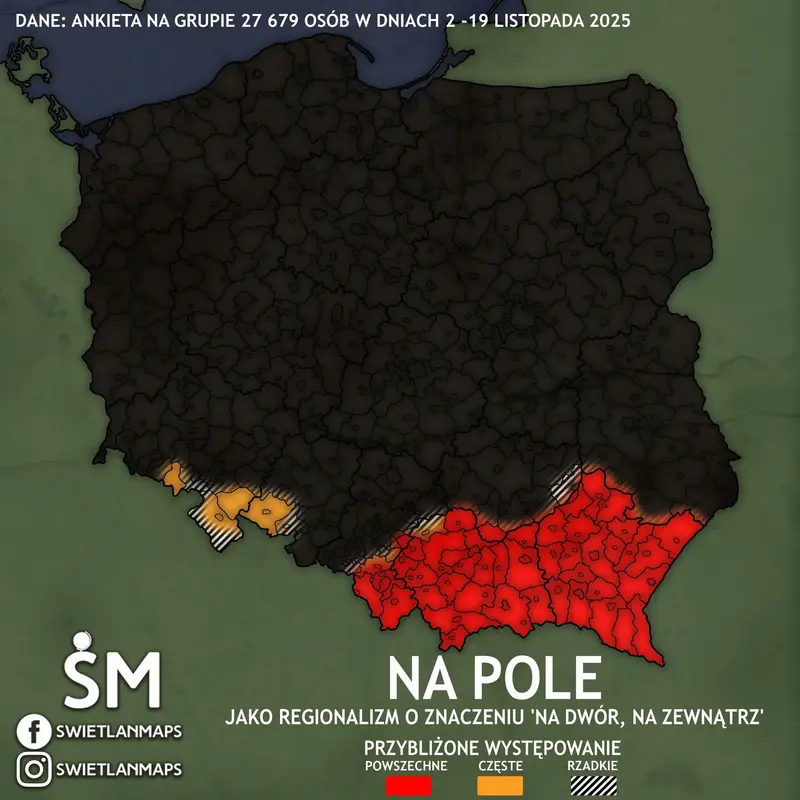 DANE: ANKIETA NA GRUPIE 27 679 OSÓB W DNIACH 2 -19 LISTOPADA 2025
ŚM
SWIETLANMAPS
SWIETLANMAPS
NA POLE
JAKO REGIONALIZM O ZNACZENIU 'NA DWÓR, NA ZEWNĄTRZ'
PRZYBLIŻONE WYSTĘPOWANIE
POWSZECHNE CZĘSTE RZADKIE